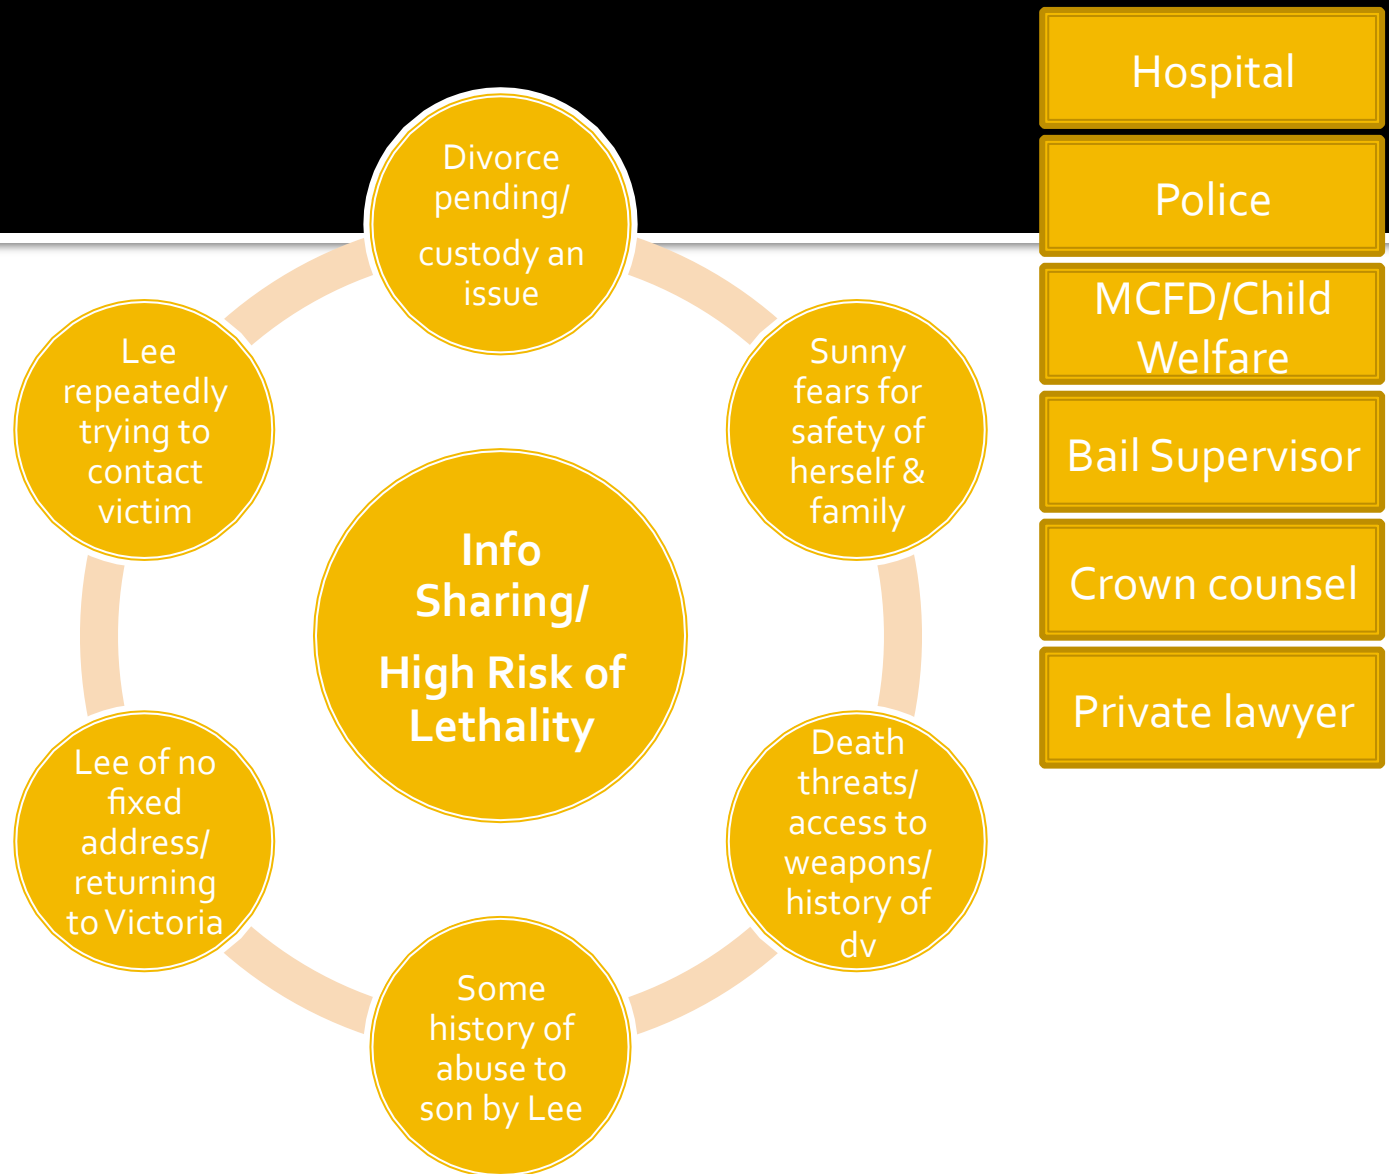 Divorce
pending/
custody an
issue
Sunny
fears for
safety of
herself &
family
Death
threats/
access to
weapons/
history of
dv
Some
history of
abuse to
son by Lee
Lee of no
fixed
address/
returning
to Victoria
Lee
repeatedly
trying to
contact
victim
Info
Sharing/
High Risk of
Lethality
Hospital
Police
MCFD/Child
Welfare
Bail Supervisor
Crown counsel
Private lawyer